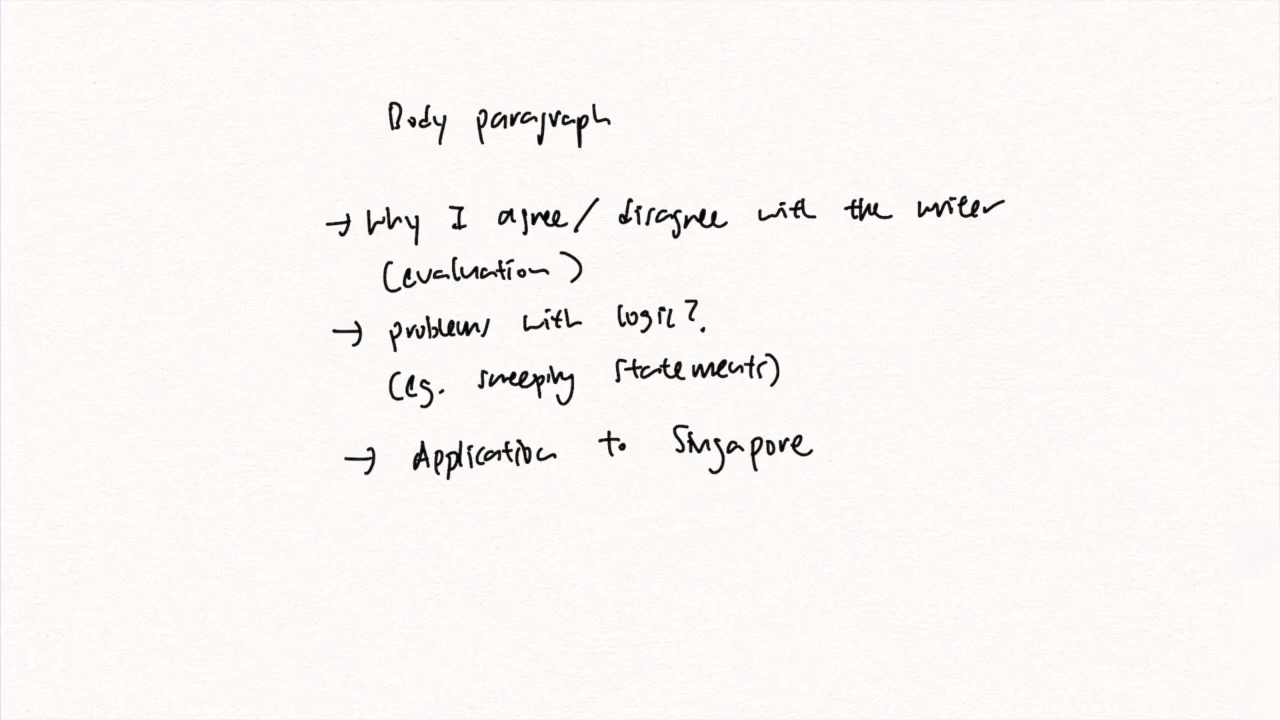 Body paragraph
→ Why I agree / disagree with the writer
(evaluation)
→ problems with logic?
(eg. sweeping statements)
→ Application to Singapore